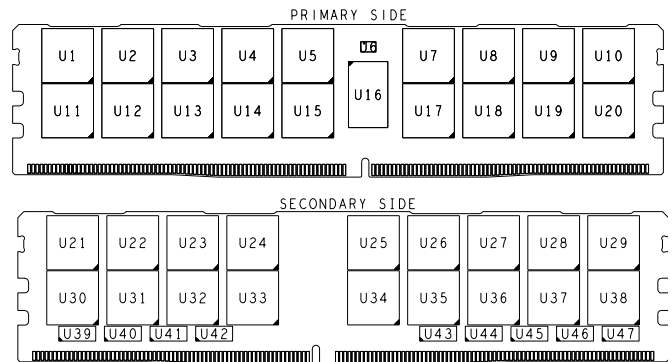 PRIMARY SIDE
U1 U2 U3 U4 U5 U6 U7 U8 U9 U10
U11 U12 U13 U14 U15 U16 U17 U18 U19 U20
SECONDARY SIDE
U21 U22 U23 U24 U25 U26 U27 U28 U29
U30 U31 U32 U33 U34 U35 U36 U37 U38
U39 U40 U41 U42 U43 U44 U45 U46 U47